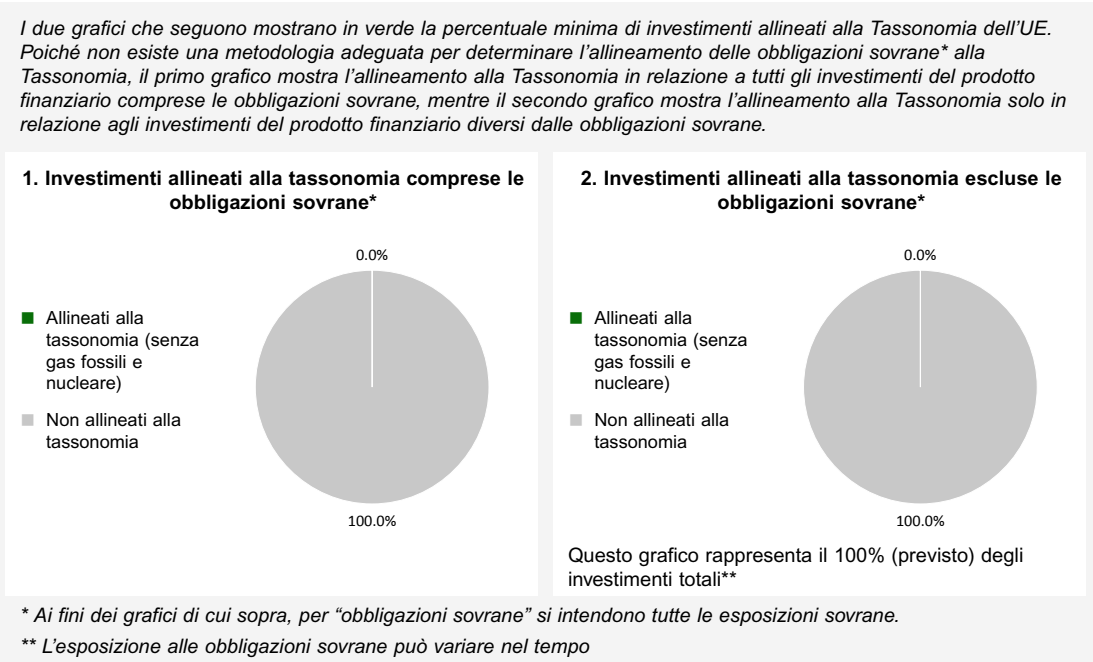 I due grafici che seguono mostrano in verde la percentuale minima di investimenti allineati alla Tassonomia dell'UE.
Poiché non esiste una metodologia adeguata per determinare l'allineamento delle obbligazioni sovrane* alla
Tassonomia, il primo grafico mostra l'allineamento alla Tassonomia in relazione a tutti gli investimenti del prodotto
finanziario comprese le obbligazioni sovrane, mentre il secondo grafico mostra l'allineamento alla Tassonomia solo in
relazione agli investimenti del prodotto finanziario diversi dalle obbligazioni sovrane.
1. Investimenti allineati alla tassonomia comprese le
obbligazioni sovrane*
0.0%
Allineati alla
tassonomia (senza
gas fossili e
nucleare)
Non allineati alla
tassonomia
100.0%
2. Investimenti allineati alla tassonomia escluse le
obbligazioni sovrane*
0.0%
Allineati alla
tassonomia (senza
gas fossili e
nucleare)
Non allineati alla
tassonomia
100.0%
Questo grafico rappresenta il 100% (previsto) degli
investimenti totali**
* Ai fini dei grafici di cui sopra, per “obbligazioni sovrane” si intendono tutte le esposizioni sovrane.
** L'esposizione alle obbligazioni sovrane può variare nel tempo